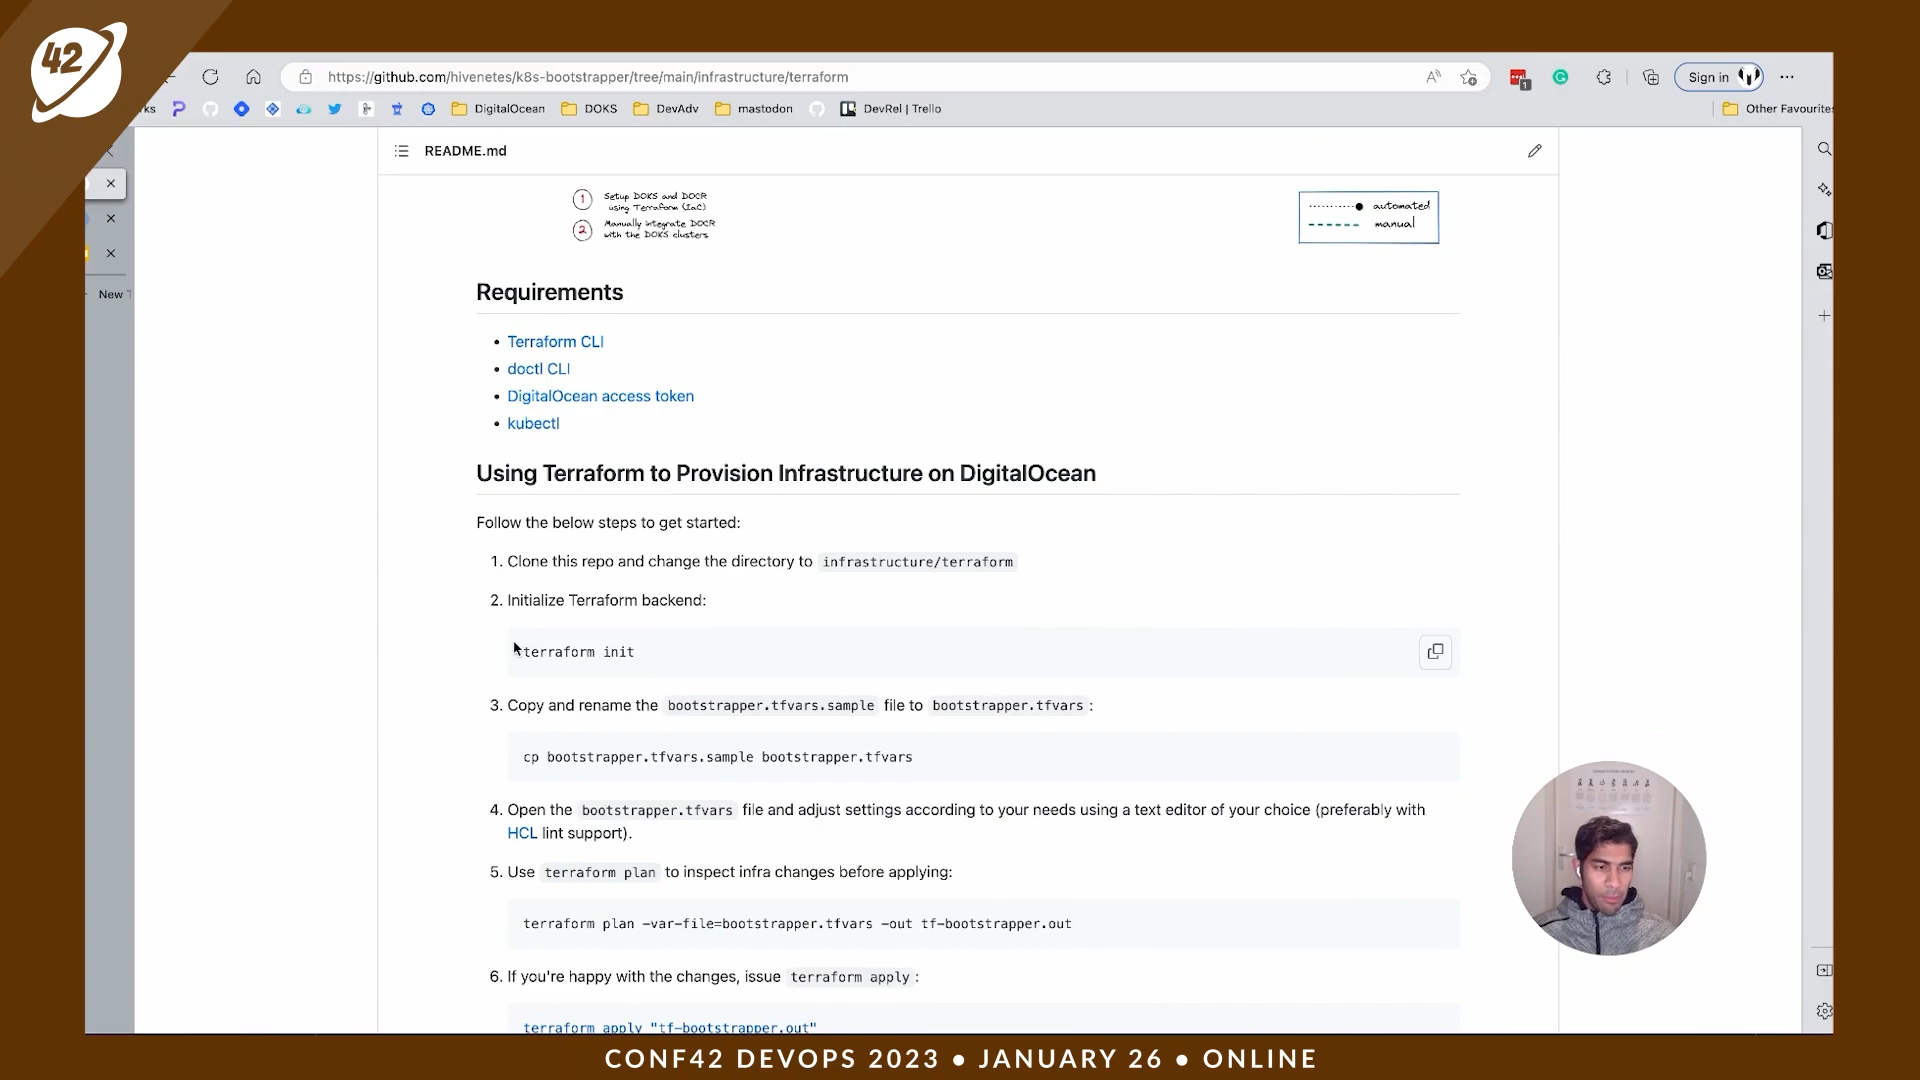 42
https://github.com/hivenetes/k8s-bootstrapper/tree/main/infrastructure/terraform
1
Sign in
ks
DigitalOcean
DOKS
DevAdv
mastodon
DevRel | Trello
Other Favourites
README.md
New T
1 Setup DOKS and DOCR
using Terraform (IaC)
2 Manually integrate DOCR
with the DOKS clusters
automated
manual
Requirements
• Terraform CLI
• doctl CLI
• DigitalOcean access token
• kubectl
Using Terraform to Provision Infrastructure on DigitalOcean
Follow the below steps to get started:
1. Clone this repo and change the directory to infrastructure/terraform
2. Initialize Terraform backend:
terraform init
3. Copy and rename the bootstrapper.tfvars.sample file to bootstrapper.tfvars :
cp bootstrapper.tfvars.sample bootstrapper.tfvars
4. Open the bootstrapper.tfvars file and adjust settings according to your needs using a text editor of your choice (preferably with
HCL lint support).
5. Use terraform plan to inspect infra changes before applying:
terraform plan -var-file=bootstrapper.tfvars -out tf-bootstrapper.out
6. If you're happy with the changes, issue terraform apply :
terraform apply "tf-bootstrapper.out"
CONF42 DEVOPS 2023 • JANUARY 26 • ONLINE